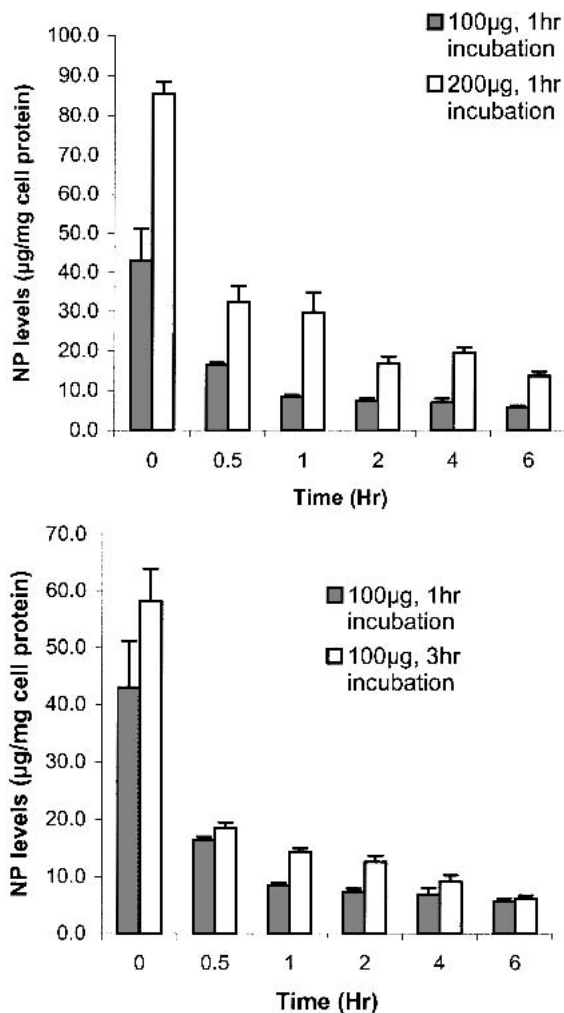 100µg, 1hr
incubation
200µg, 1hr
incubation
NP levels (µg/mg cell protein)
100.0
90.0
80.0
70.0
60.0
50.0
40.0
30.0
20.0
10.0
0.0
0 0.5 1 2 4 6
Time (Hr)
100µg, 1hr
incubation
100µg, 3hr
incubation
NP levels (µg/mg cell protein)
70.0
60.0
50.0
40.0
30.0
20.0
10.0
0.0
0 0.5 1 2 4 6
Time (Hr)